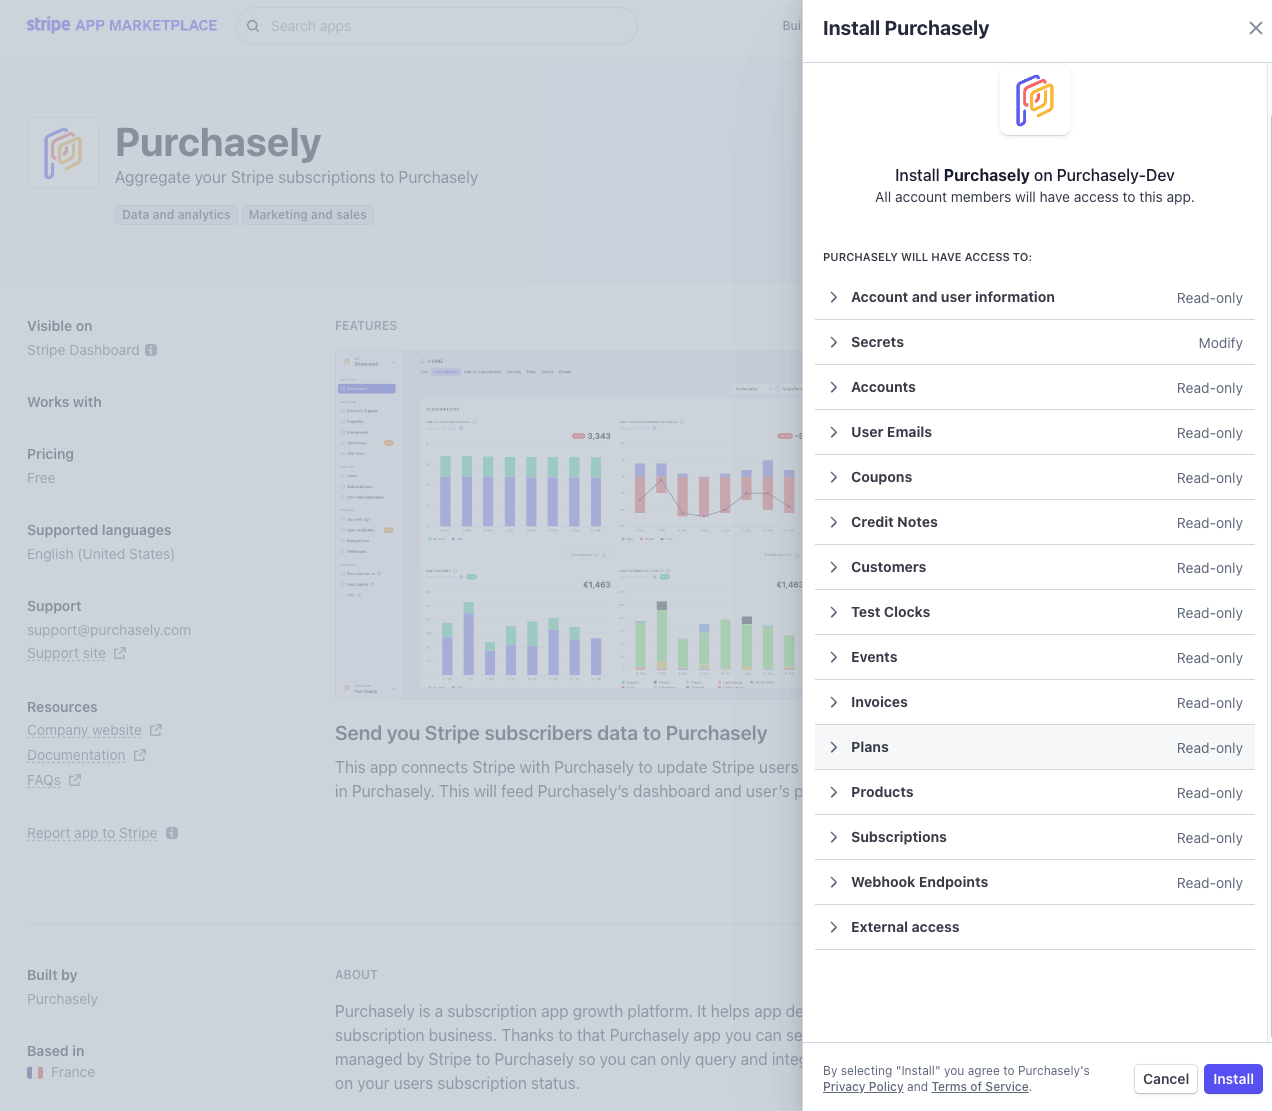 stripe APP MARKETPLACE
Search apps
Purchasely
Aggregate your Stripe subscriptions to Purchasely
Data and analytics
Marketing and sales
Visible on
Stripe Dashboard
Works with
Pricing
Free
Supported languages
English (United States)
Support
support@purchasely.com
Support site
Resources
Company website
Documentation
FAQs
Report app to Stripe
FEATURES
HOME
3,343
€1,463
€1,463
Send you Stripe subscribers data to Purchasely
This app connects Stripe with Purchasely to update Stripe users
in Purchasely. This will feed Purchasely’s dashboard and user’s
Built by
Purchasely
Based in
France
ABOUT
Purchasely is a subscription app growth platform. It helps app
subscription business. Thanks to that Purchasely app you can
managed by Stripe to Purchasely so you can only query and
on your users subscription status.
Install Purchasely
Install Purchasely on Purchasely-Dev
All account members will have access to this app.
PURCHASELY WILL HAVE ACCESS TO:
Account and user information Read-only
Secrets Modify
Accounts Read-only
User Emails Read-only
Coupons Read-only
Credit Notes Read-only
Customers Read-only
Test Clocks Read-only
Events Read-only
Invoices Read-only
Plans Read-only
Products Read-only
Subscriptions Read-only
Webhook Endpoints Read-only
External access
By selecting "Install" you agree to Purchasely's
Privacy Policy and Terms of Service.
Cancel
Install